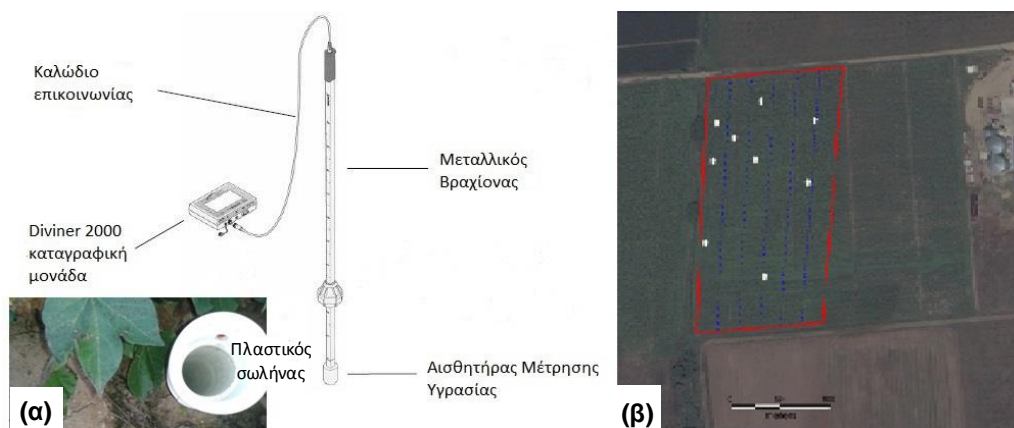 Καλώδιο
επικοινωνίας
Μεταλλικός
Βραχίονας
Diviner 2000
καταγραφική
μονάδα
Πλαστικός
σωλήνας
Αισθητήρας Μέτρησης
Υγρασίας
(α)
(β)